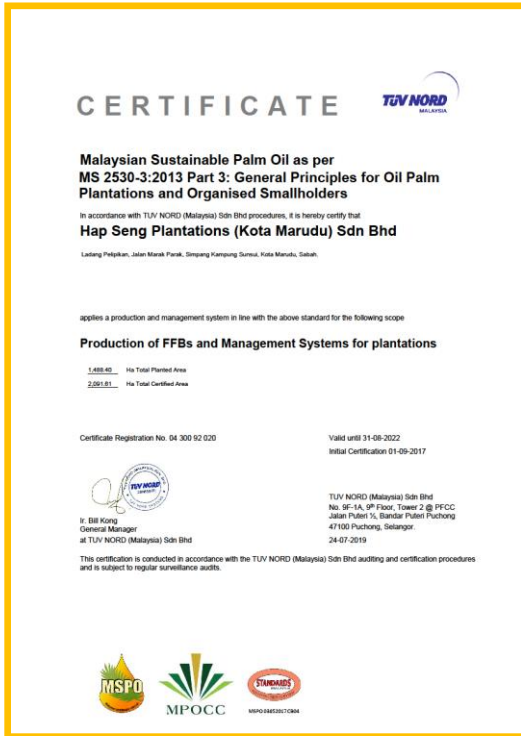 CERTIFICATE
TÜV NORD
MALAYSIA
Malaysian Sustainable Palm Oil as per
MS 2530-3:2013 Part 3: General Principles for Oil Palm
Plantations and Organised Smallholders
In accordance with TUV NORD (Malaysia) Sdn Bhd procedures, it is hereby certify that
Hap Seng Plantations (Kota Marudu) Sdn Bhd
Ladang Pelipikan, Jalan Marak Parak, Simpang Kampung Sunsui, Kota Marudu, Sabah.
applies a production and management system in line with the above standard for the following scope
Production of FFBs and Management Systems for plantations
1,488.40 Ha Total Planted Area
2,091.61 Ha Total Certified Area
Certificate Registration No. 04 300 92 020
Valid until 31-08-2022
Initial Certification 01-09-2017
TUV NORD
Ir. Bill Kong
General Manager
at TUV NORD (Malaysia) Sdn Bhd
TUV NORD (Malaysia) Sdn Bhd
No. 9F-1A, 9th Floor, Tower 2 @ PFCC
Jalan Puteri ½, Bandar Puteri Puchong
47100 Puchong, Selangor.
24-07-2019
This certification is conducted in accordance with the TUV NORD (Malaysia) Sdn Bhd auditing and certification procedures
and is subject to regular surveillance audits.
MSPO
MPOCC
STANDARDS